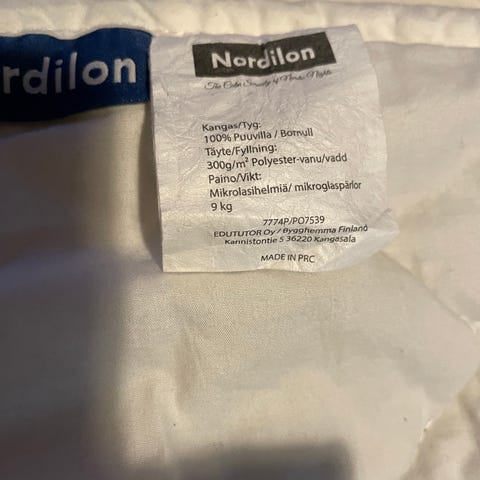 rdilon
Nordilon
The Calm Serenity of Nordic Nights
Kangas/Tyg:
100% Puuvilla / Bomull
Täyte/Fyllning:
300g/m² Polyester-vanu/vadd
Paino/Vikt:
Mikrolasihelmiä/ mikroglaspärlor
9 kg
7774P/PO7539
EDUTUTOR Oy / Bygghemma Finland
Kannistontie 5 36220 Kangasala
MADE IN PRC